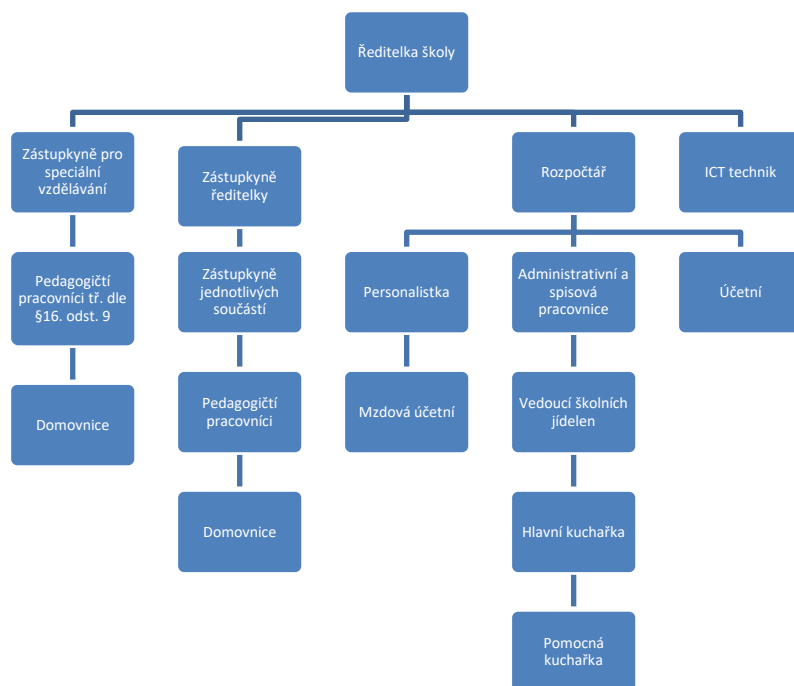 Ředitelka školy
Zástupkyně pro
speciální
vzdělávání
Zástupkyně
ředitelky
Rozpočtář
ICT technik
Pedagogičtí
pracovníci tř. dle
§16. odst. 9
Zástupkyně
jednotlivých
součástí
Personalistka
Administrativní a
spisová
pracovnice
Účetní
Domovnice
Pedagogičtí
pracovníci
Mzdová účetní
Vedoucí školních
jídelen
Domovnice
Hlavní kuchařka
Pomocná
kuchařka